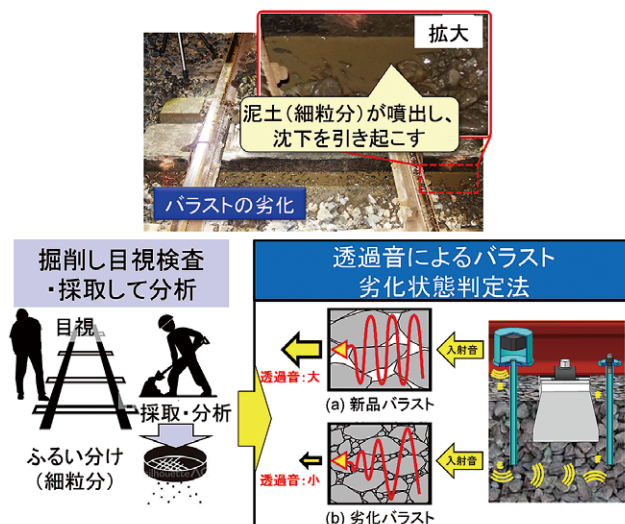 拡大
泥土(細粒分)が噴出し、
沈下を引き起こす
バラストの劣化
掘削し目視検査
・採取して分析
目視
採取・分析
ふるい分け
(細粒分)
透過音によるバラスト
劣化状態判定法
透過音:大
入射音
(a) 新品バラスト
透過音:小
入射音
(b) 劣化バラスト